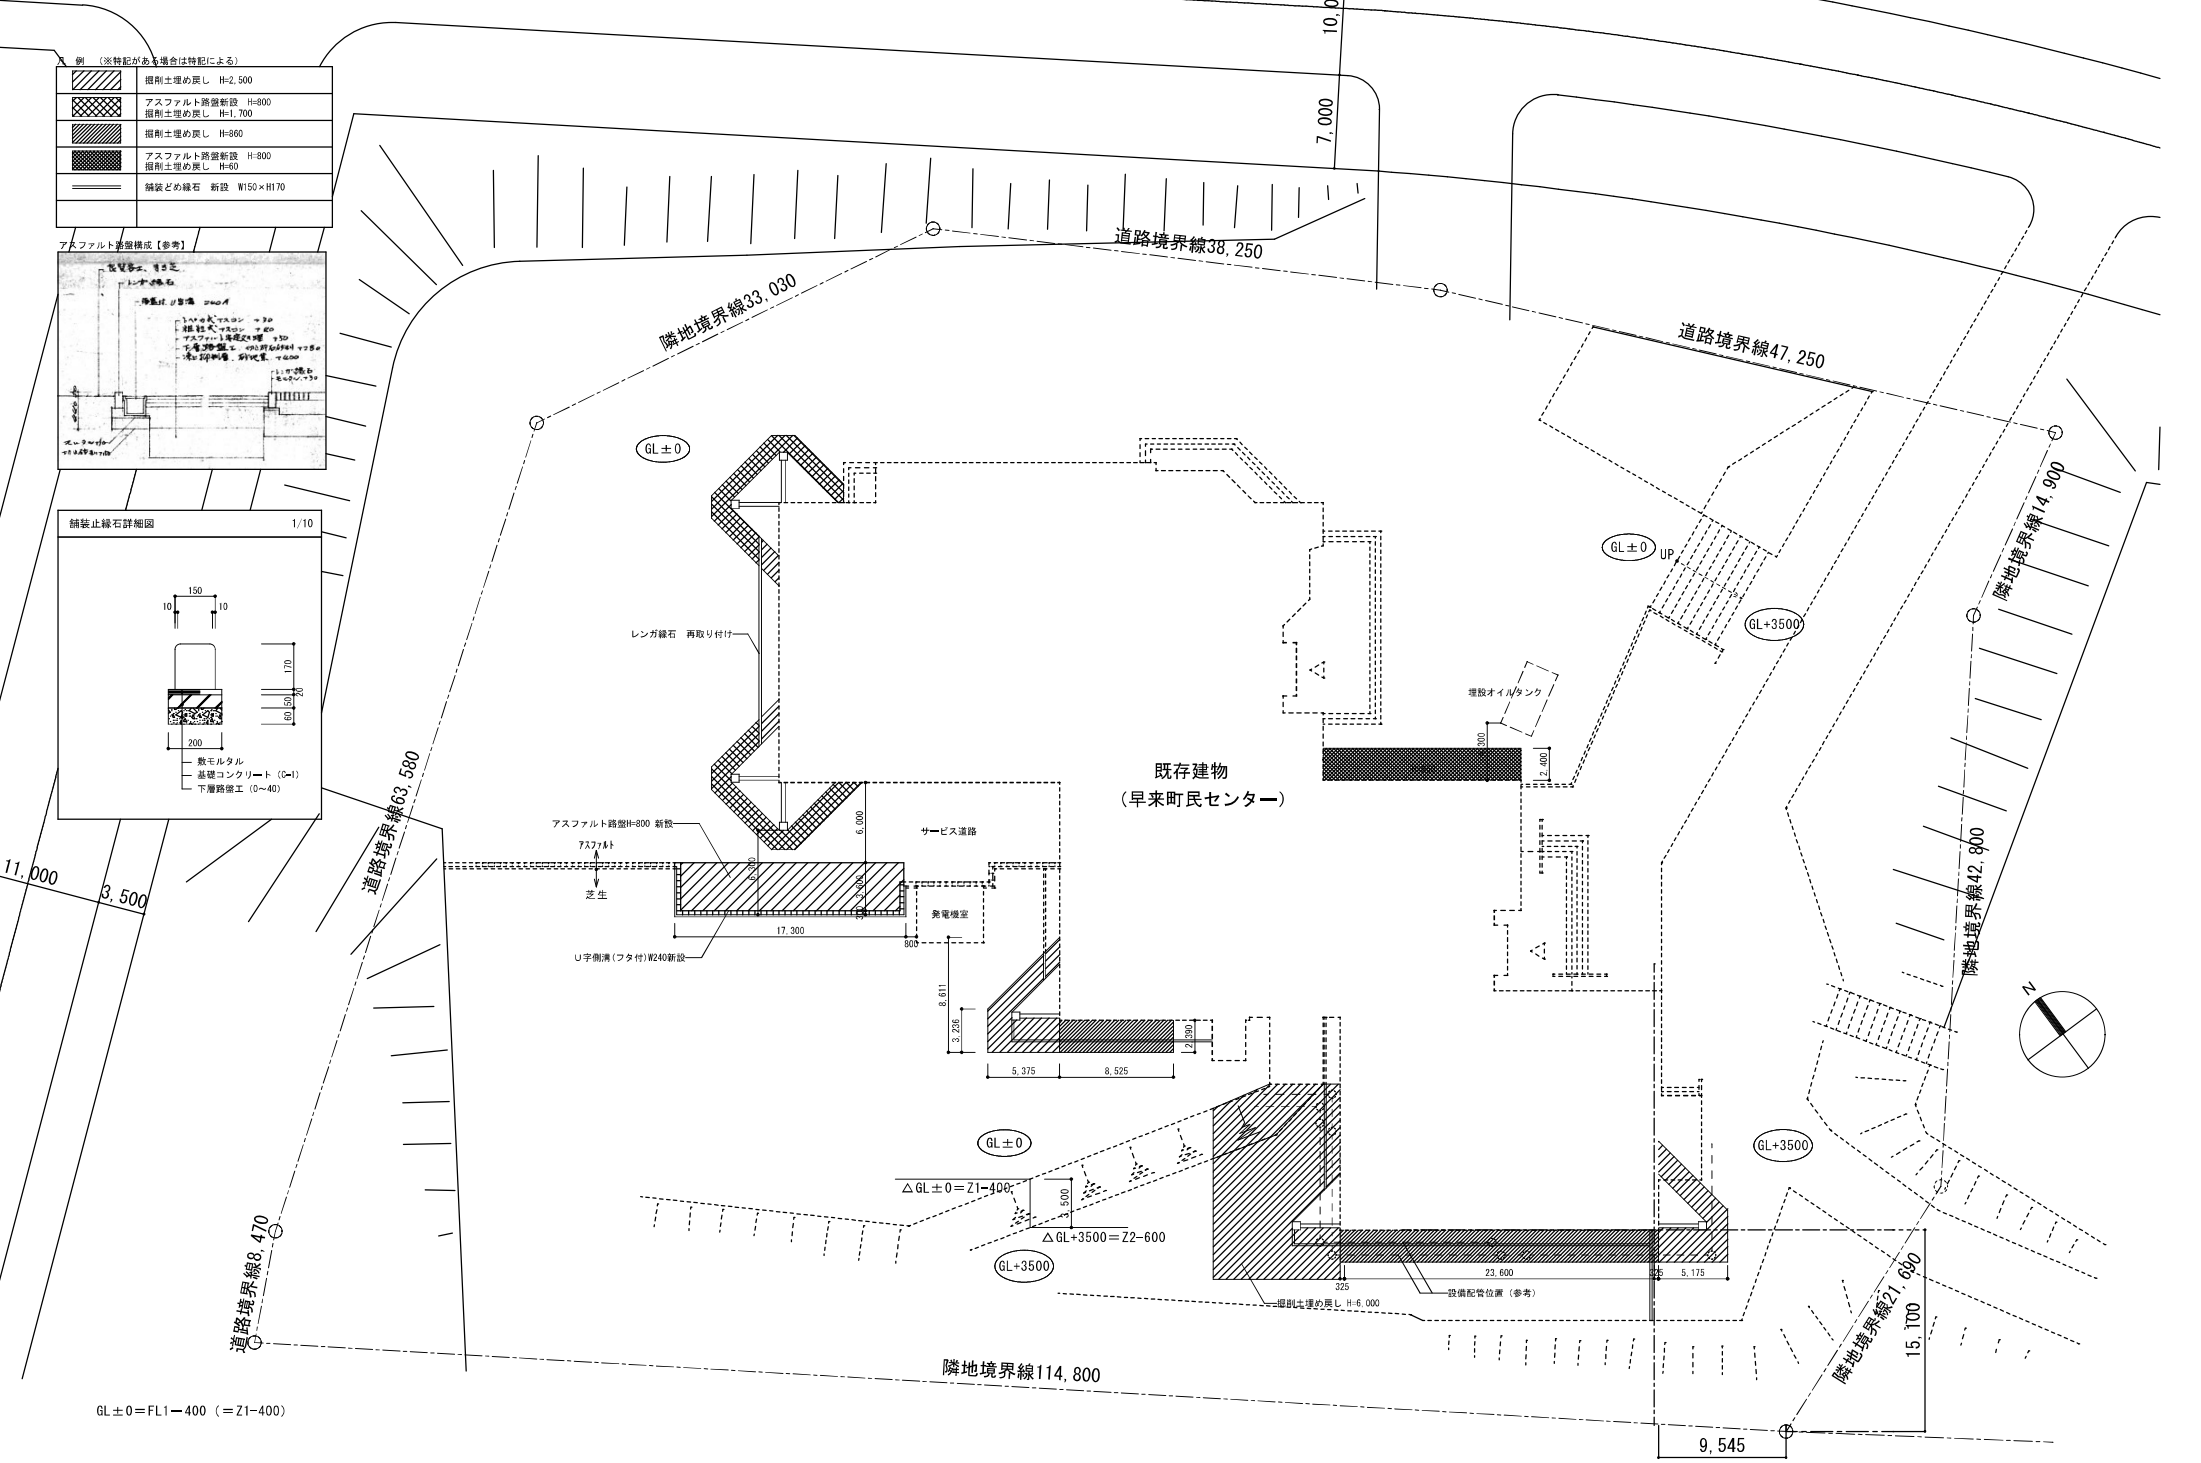 凡 例 （※特記がある場合は特記による）
掘削土埋め戻し H=2,500
アスファルト路盤新設 H=800
掘削土埋め戻し H=1,700
掘削土埋め戻し H=860
アスファルト路盤新設 H=800
掘削土埋め戻し H=60
舗装どめ縁石 新設 W150×H170
アスファルト路盤構成【参考】
舗装止縁石詳細図 1/10
150
10
10
170
20
50
60
200
敷モルタル
基礎コンクリート（C-1）
下層路盤工（0～40）
10,0
7,000
道路境界線38,250
隣地境界線33,030
道路境界線47,250
隣地境界線14,900
GL±0
GL±0
UP
GL+3500
レンガ縁石 再取り付け
埋設オイルタンク
2,400
既存建物
（早来町民センター）
道路境界線63,580
アスファルト路盤H=800 新設
アスファルト
芝生
サービス道路
6,000
6,300
3,600
300
発電機室
17,300
800
U字側溝(フタ付)W240新設
8,611
3,236
2,390
5,375
8,525
隣地境界線42,800
N
11,000
3,500
GL±0
GL+3500
△GL±0=Z1-400
3,500
△GL+3500=Z2-600
GL+3500
325
23,600
325
5,175
掘削土埋め戻し H=6,000
設備配管位置（参考）
道路境界線8,470
隣地境界線114,800
隣地境界線21,690
15,100
9,545
GL±0=FL1-400 （=Z1-400）